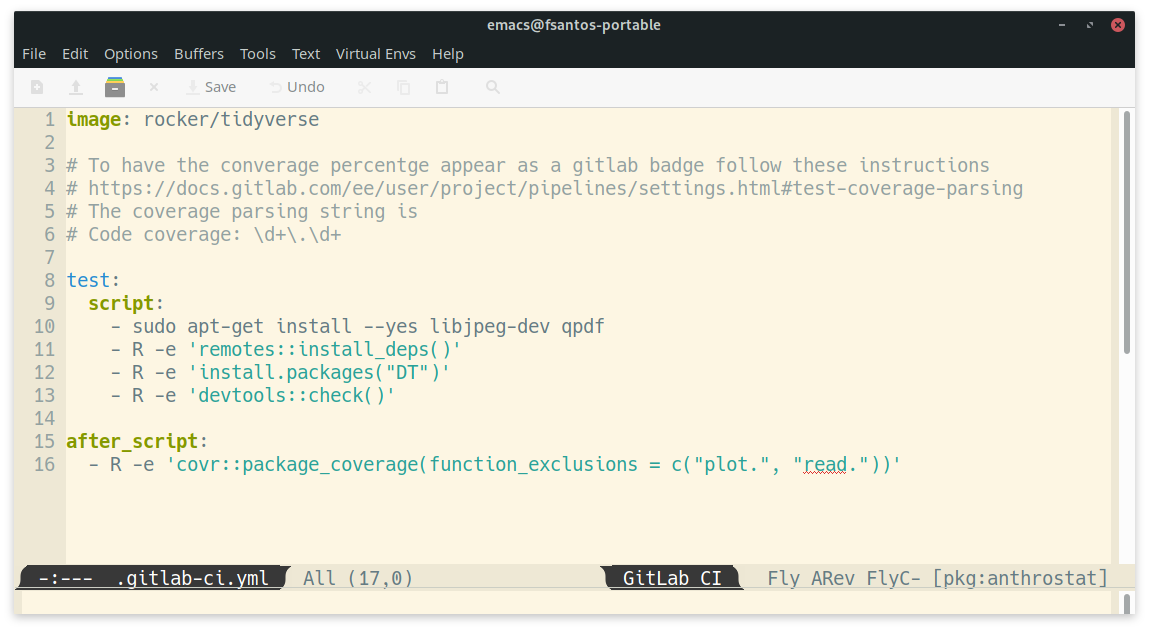 emacs@fsantos-portable
File Edit Options Buffers Tools Text Virtual Envs Help
Save Undo
1 image: rocker/tidyverse
2
3 # To have the converage percentge appear as a gitlab badge follow these instructions
4 # https://docs.gitlab.com/ee/user/project/pipelines/settings.html#test-coverage-parsing
5 # The coverage parsing string is
6 # Code coverage: \d+\.\d+
7
8 test:
9   script:
10     - sudo apt-get install --yes libjpeg-dev qpdf
11     - R -e 'remotes::install_deps()'
12     - R -e 'install.packages("DT")'
13     - R -e 'devtools::check()'
14
15 after_script:
16   - R -e 'covr::package_coverage(function_exclusions = c("plot.", "read."))'
-:--- .gitlab-ci.yml All (17,0) GitLab CI Fly ARev FlyC- [pkg:anthrostat]